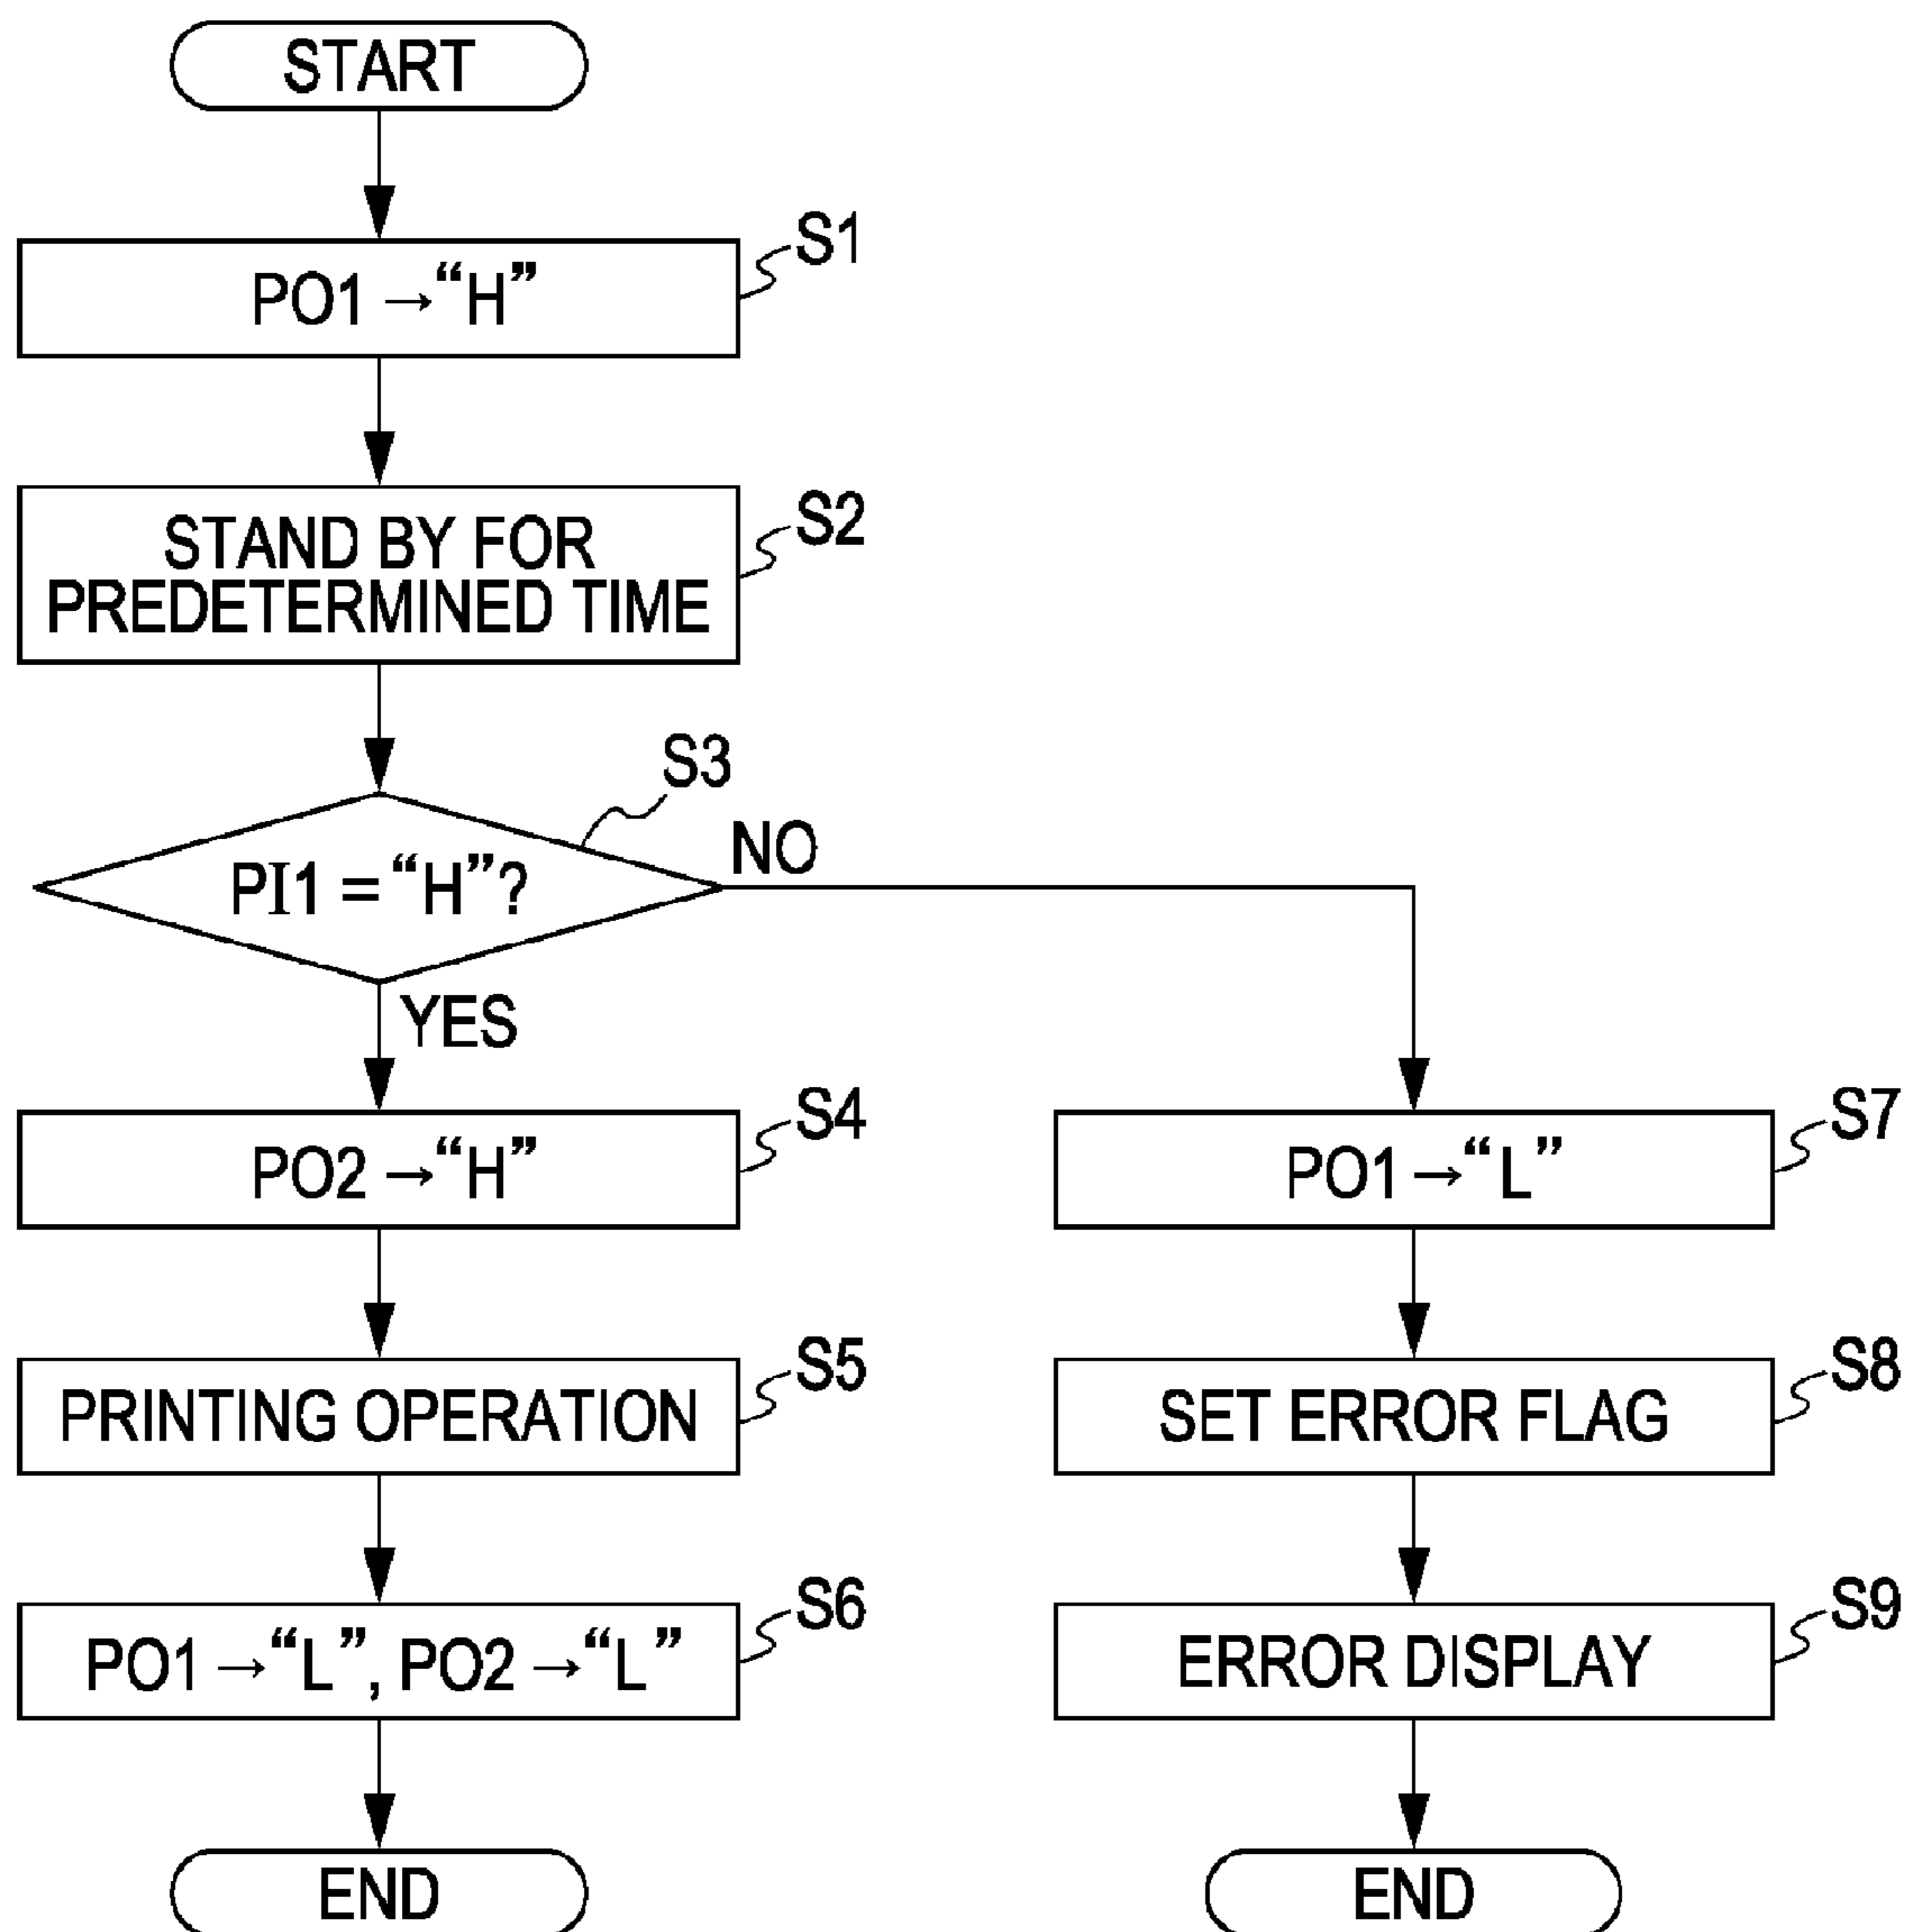 START
S1
PO1 → “H”
S2
STAND BY FOR
PREDETERMINED TIME
S3
PI1 = “H”?
NO
YES
S4
PO2 → “H”
S5
PRINTING OPERATION
S6
PO1 → “L”, PO2 → “L”
END
S7
PO1 → “L”
S8
SET ERROR FLAG
S9
ERROR DISPLAY
END